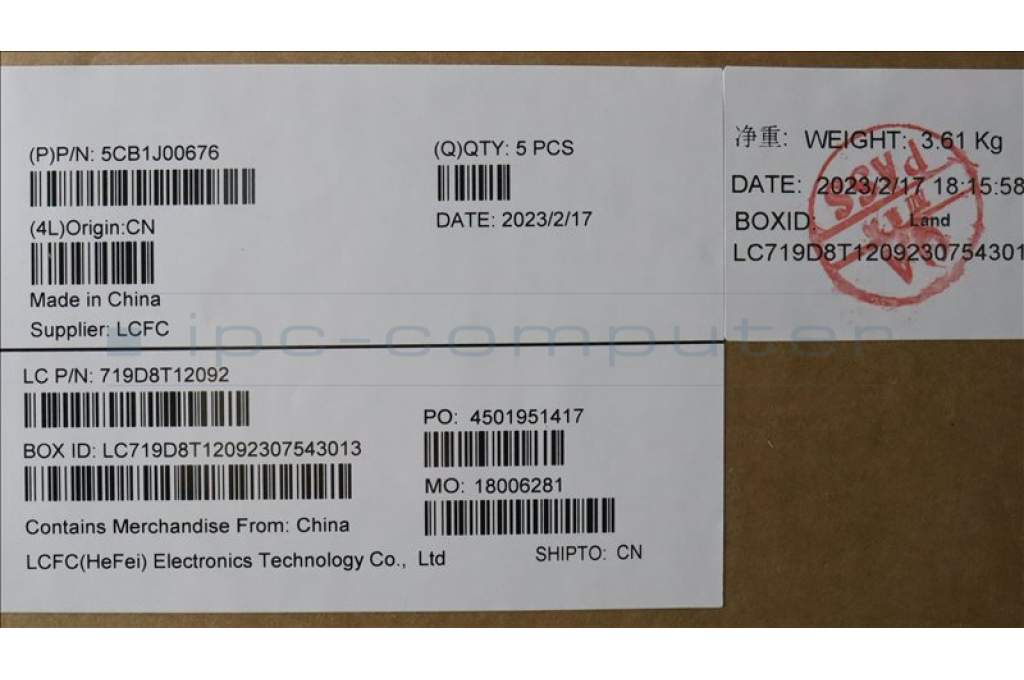 (P)P/N: 5CB1J00676
(Q)QTY: 5 PCS
(4L)Origin:CN
DATE: 2023/2/17
Made in China
Supplier: LCFC
净重: WEIGHT: 3.61 Kg
DATE: 2023/2/17 18:15:58
BOXID: Land
LC719D8T1209230754301
PASS
ipc-computer
LC P/N: 719D8T12092
PO: 4501951417
BOX ID: LC719D8T12092307543013
MO: 18006281
Contains Merchandise From: China
LCFC(HeFei) Electronics Technology Co., Ltd
SHIPTO: CN